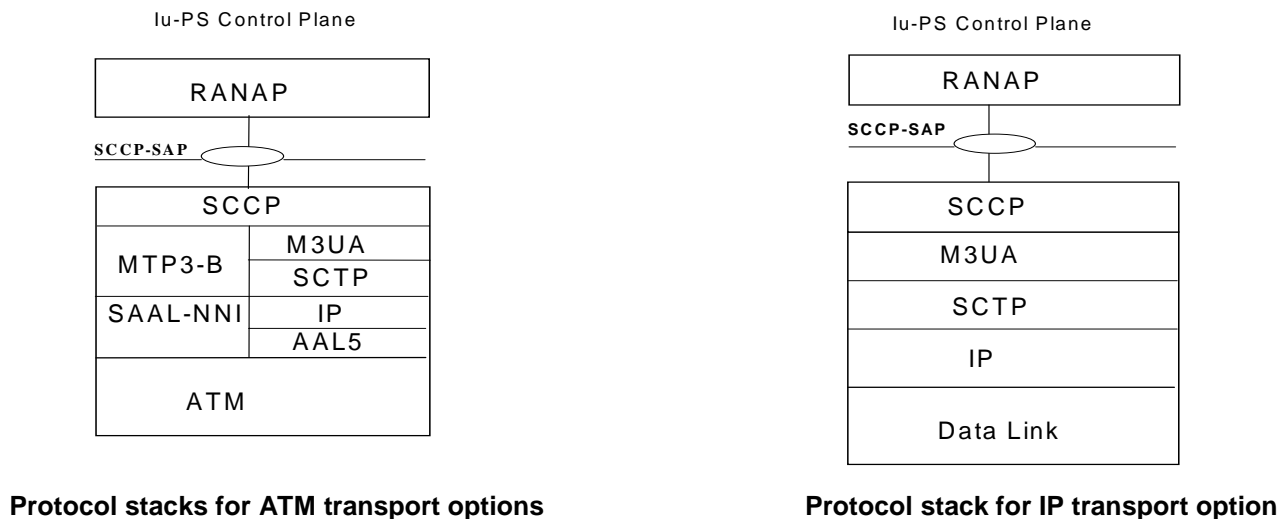 Iu-PS Control Plane
RANAP
SCCP-SAP
SCCP
MTP3-B
M3UA
SCTP
SAAL-NNI
IP
AAL5
ATM
Protocol stacks for ATM transport options
Iu-PS Control Plane
RANAP
SCCP-SAP
SCCP
M3UA
SCTP
IP
Data Link
Protocol stack for IP transport option